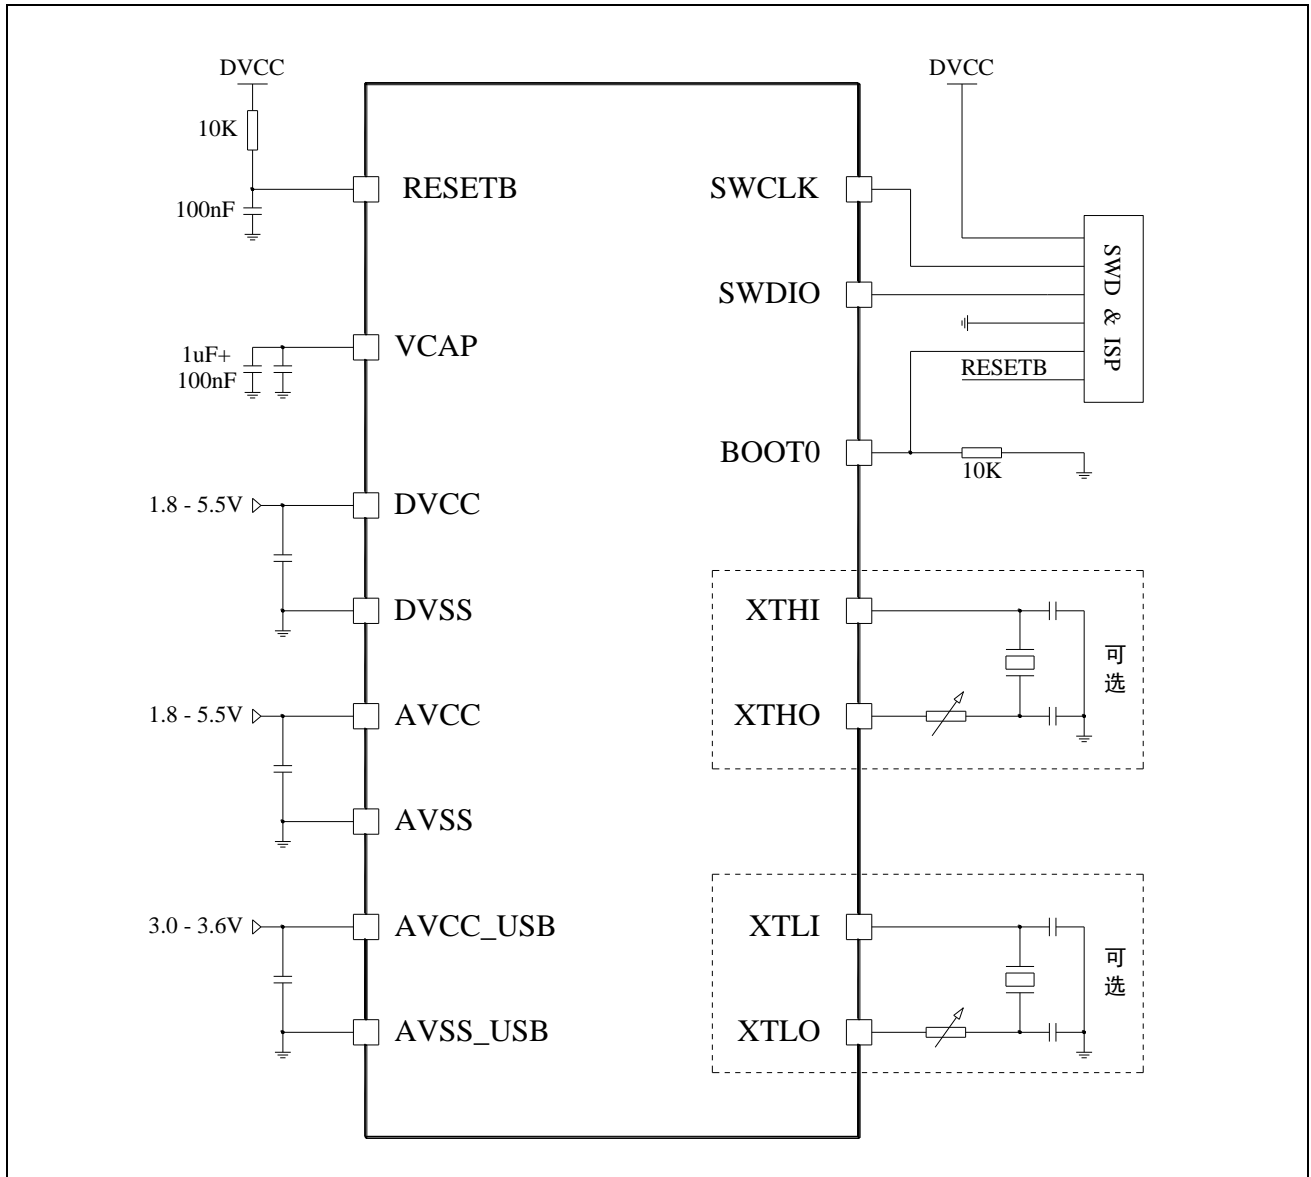 DVCC
10K
RESETB
100nF
VCAP
1uF+
100nF
1.8 - 5.5V
DVCC
DVSS
1.8 - 5.5V
AVCC
AVSS
3.0 - 3.6V
AVCC_USB
AVSS_USB
DVCC
SWCLK
SWDIO
SWD & ISP
RESETB
BOOT0
10K
XTHI
XTHO
可
选
XTLI
XTLO
可
选